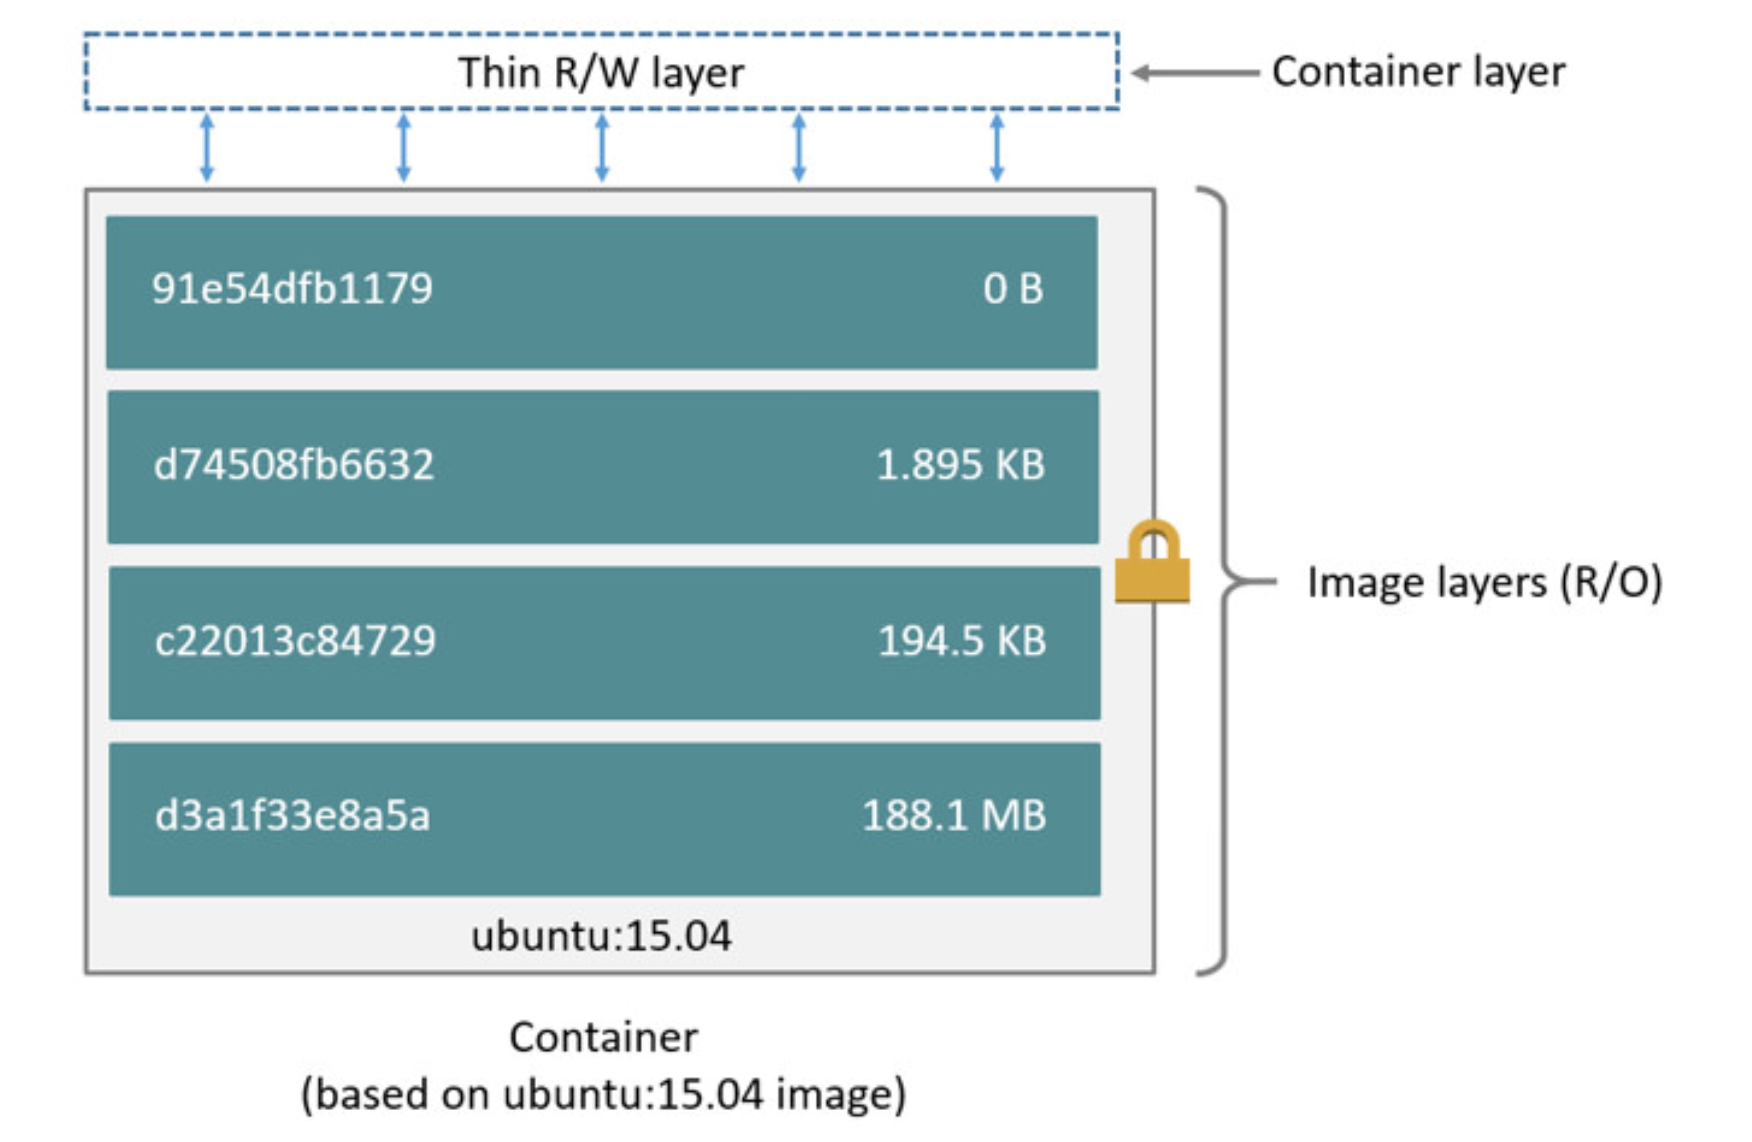 Thin R/W layer
Container layer
91e54dfb1179 0 B
d74508fb6632 1.895 KB
c22013c84729 194.5 KB
d3a1f33e8a5a 188.1 MB
ubuntu:15.04
Image layers (R/O)
Container
(based on ubuntu:15.04 image)